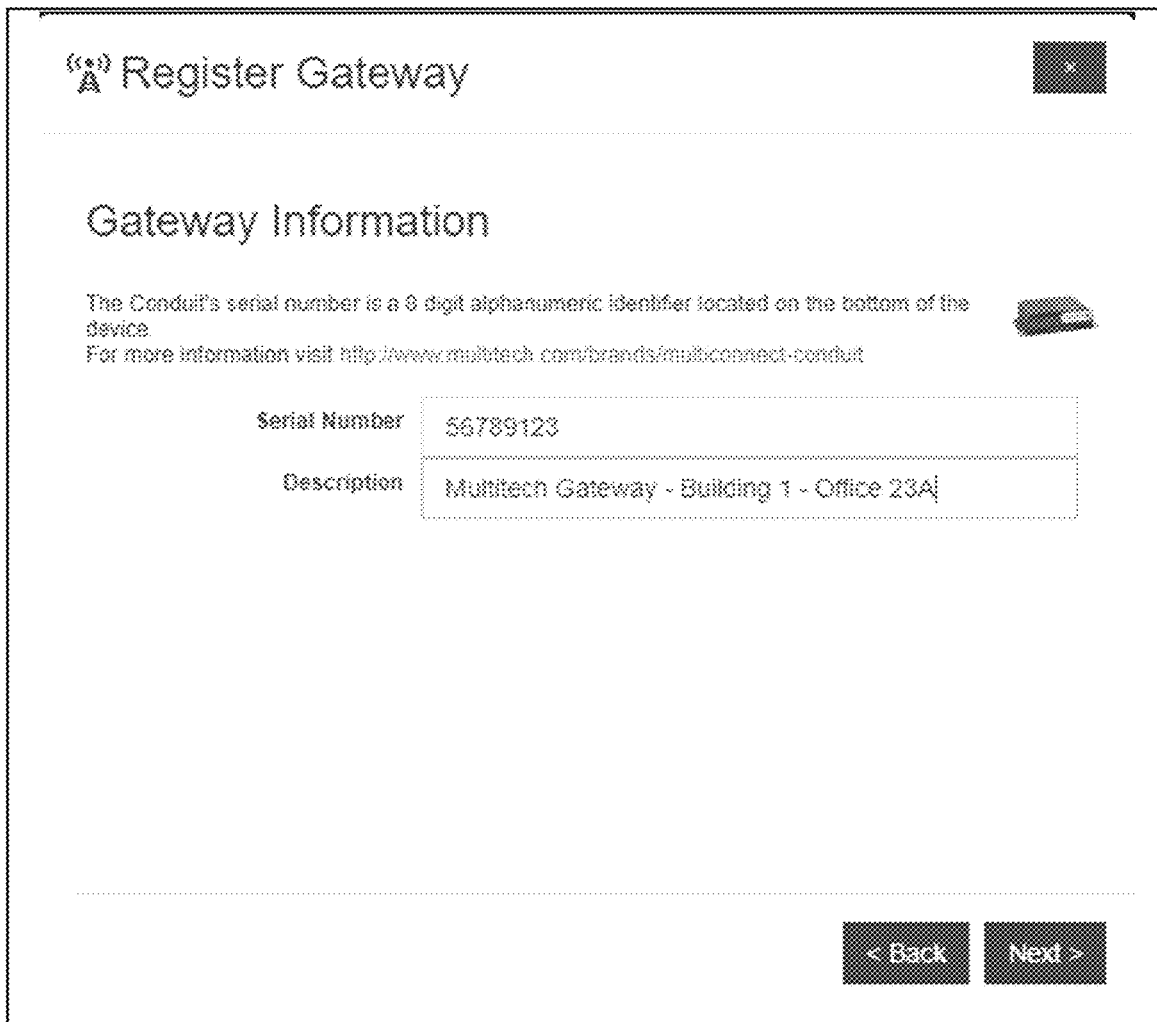 Register Gateway
×
Gateway Information
The Conduit's serial number is a 8 digit alphanumeric identifier located on the bottom of the
device.
For more information visit http://www.multitech.com/brands/multiconnect-conduit
Serial Number 56789123
Description Multitech Gateway - Building 1 - Office 23A
< Back Next >